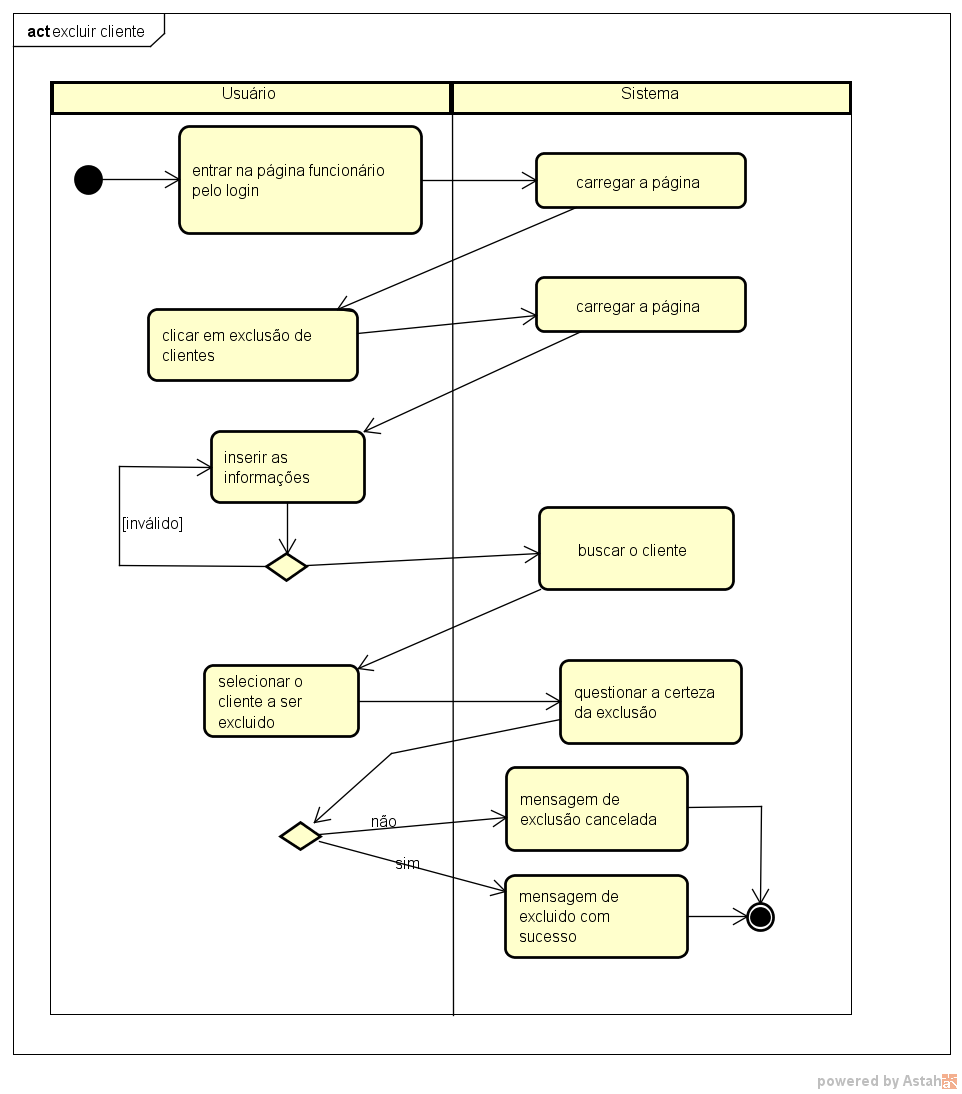 act excluir cliente
Usuário
Sistema
entrar na página funcionário
pelo login
carregar a página
carregar a página
clicar em exclusão de
clientes
inserir as
informações
[inválido]
buscar o cliente
selecionar o
cliente a ser
excluido
questionar a certeza
da exclusão
não
mensagem de
exclusão cancelada
sim
mensagem de
excluido com
sucesso
powered by Astah